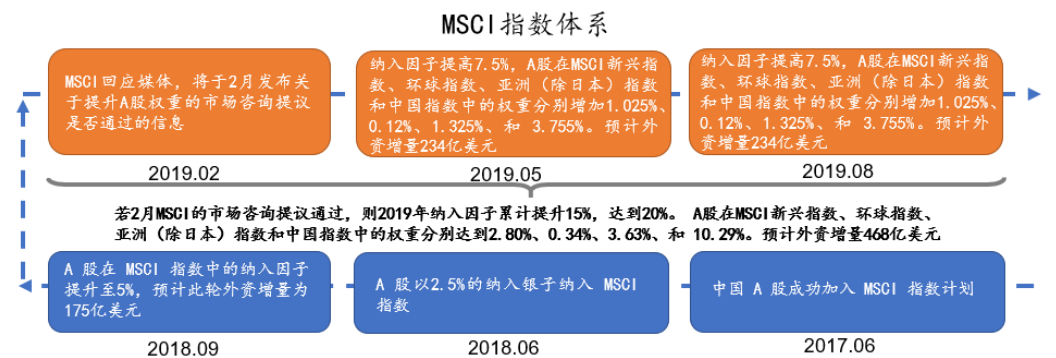 MSCI指数体系
MSCI回应媒体，将于2月发布关
于提升A股权重的市场咨询提议
是否通过的信息
2019.02
纳入因子提高7.5%，A股在MSCI新兴指
数、环球指数、亚洲（除日本）指数
和中国指数中的权重分别增加1.025%、
0.12%、1.325%、和 3.755%。预计外
资增量234亿美元
2019.05
纳入因子提高7.5%，A股在MSCI新兴指
数、环球指数、亚洲（除日本）指数
和中国指数中的权重分别增加1.025%、
0.12%、1.325%、和 3.755%。预计外
资增量234亿美元
2019.08
若2月MSCI的市场咨询提议通过，则2019年纳入因子累计提升15%，达到20%。 A股在MSCI新兴指数、环球指数、
亚洲（除日本）指数和中国指数中的权重分别达到2.80%、0.34%、3.63%、和 10.29%。预计外资增量468亿美元
A 股在 MSCI 指数中的纳入因子
提升至5%，预计此轮外资增量为
175亿美元
2018.09
A 股以2.5%的纳入银子纳入 MSCI
指数
2018.06
中国 A 股成功加入 MSCI 指数计划
2017.06